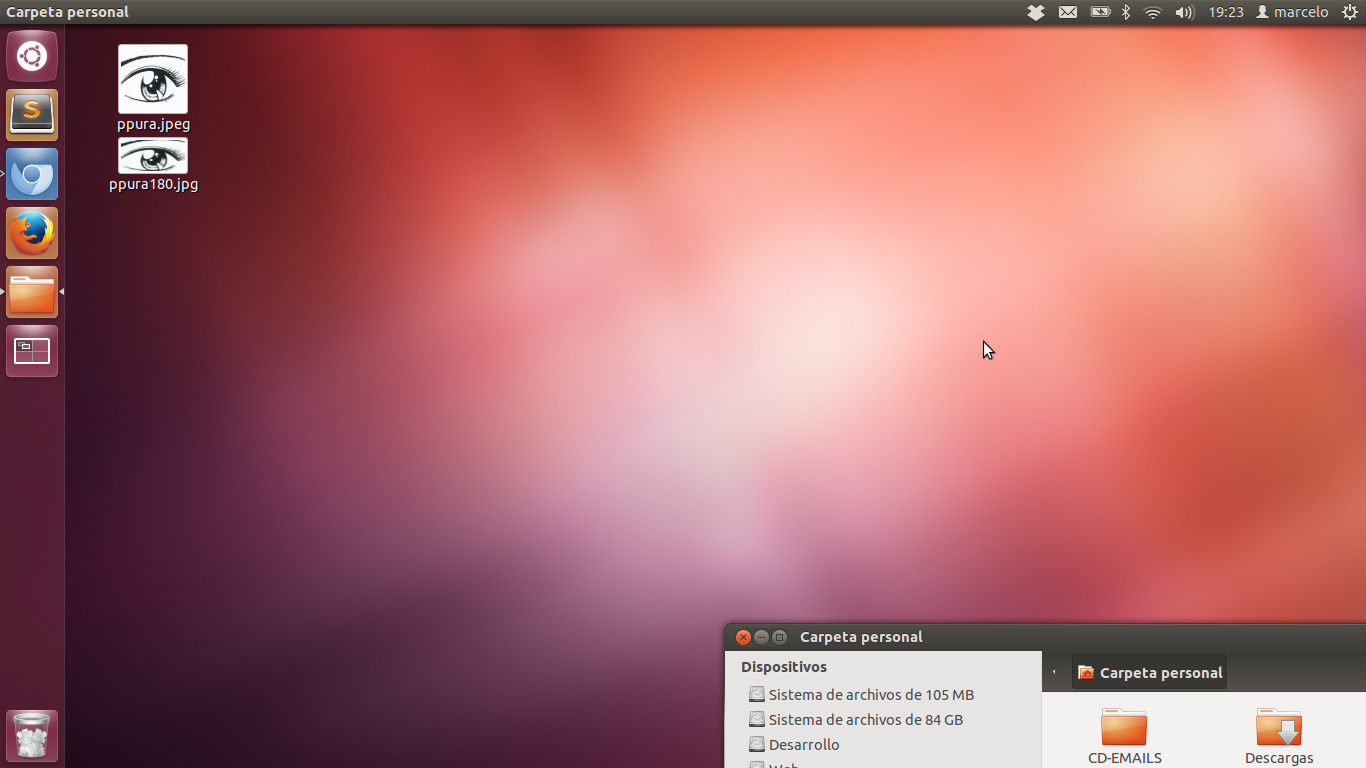 Carpeta personal
19:23
marcelo
ppura.jpeg
ppura180.jpg
Carpeta personal
Dispositivos
Carpeta personal
Sistema de archivos de 105 MB
Sistema de archivos de 84 GB
Desarrollo
Web
CD-EMAILS
Descargas